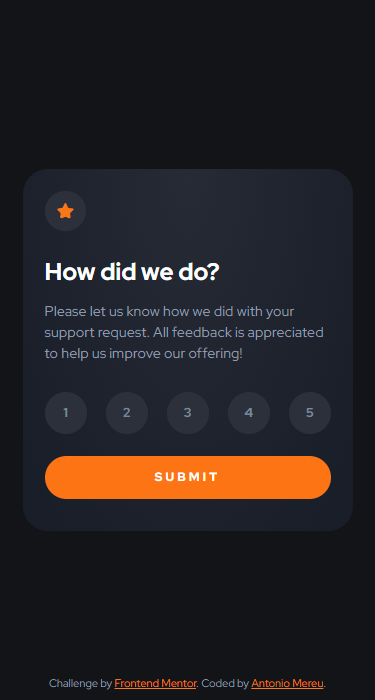 How did we do?
Please let us know how we did with your
support request. All feedback is appreciated
to help us improve our offering!
1 2 3 4 5
SUBMIT
Challenge by Frontend Mentor. Coded by Antonio Mereu.